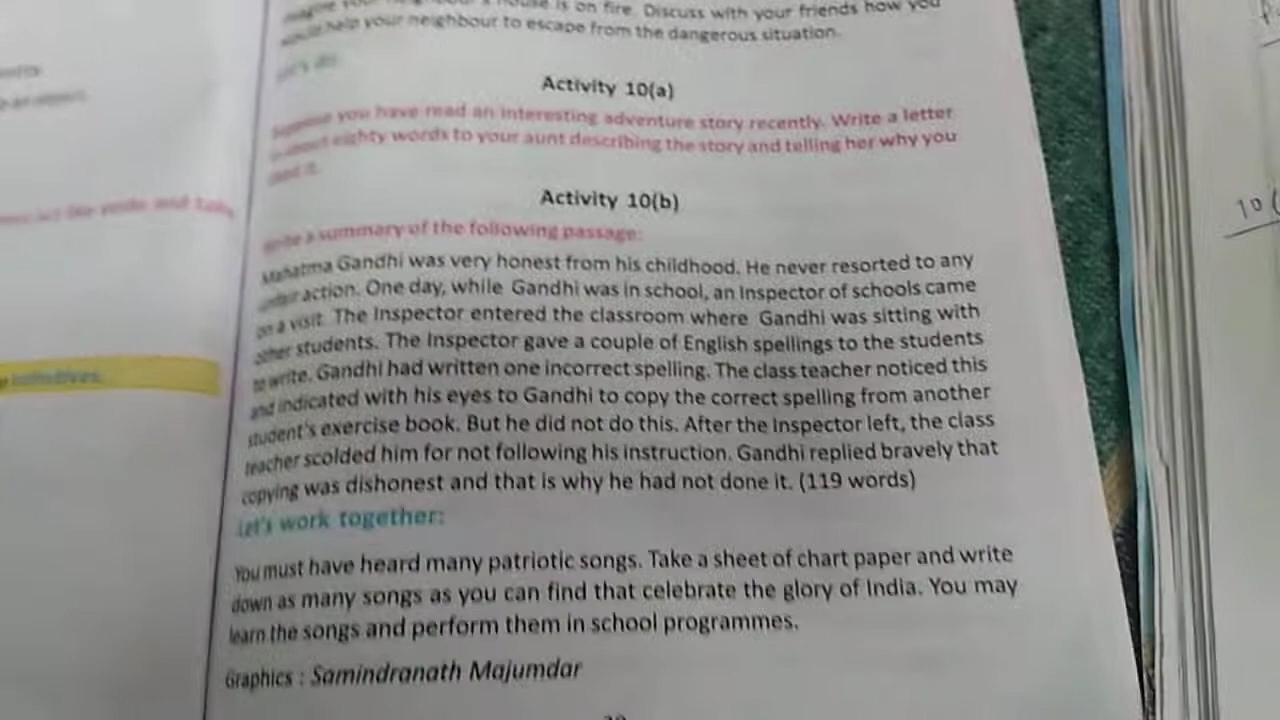 house is on fire. Discuss with your friends how you
help your neighbour to escape from the dangerous situation.
Let's do:
Activity 10(a)
Suppose you have read an interesting adventure story recently. Write a letter
eighty words to your aunt describing the story and telling her why you
it.
Activity 10(b)
Write a summary of the following passage:
Mahatma Gandhi was very honest from his childhood. He never resorted to any
unfair action. One day, while Gandhi was in school, an Inspector of schools came
on a visit. The Inspector entered the classroom where Gandhi was sitting with
other students. The Inspector gave a couple of English spellings to the students
to write. Gandhi had written one incorrect spelling. The class teacher noticed this
and indicated with his eyes to Gandhi to copy the correct spelling from another
student's exercise book. But he did not do this. After the Inspector left, the class
teacher scolded him for not following his instruction. Gandhi replied bravely that
copying was dishonest and that is why he had not done it. (119 words)
Let's work together:
You must have heard many patriotic songs. Take a sheet of chart paper and write
down as many songs as you can find that celebrate the glory of India. You may
learn the songs and perform them in school programmes.
Graphics : Samindranath Majumdar
10(